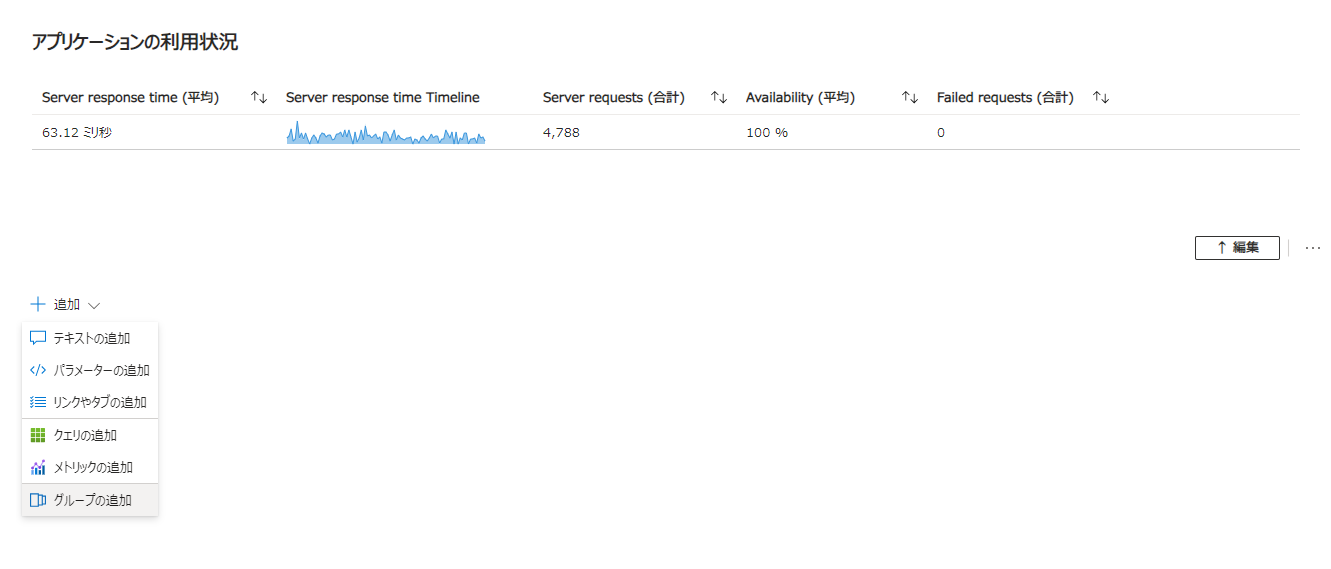 アプリケーションの利用状況
Server response time (平均) ↑↓ Server response time Timeline Server requests (合計) ↑↓ Availability (平均) ↑↓ Failed requests (合計) ↑↓
63.12 ミリ秒 4,788 100 % 0
↑ 編集 ···
追加
テキストの追加
パラメーターの追加
リンクやタブの追加
クエリの追加
メトリックの追加
グループの追加